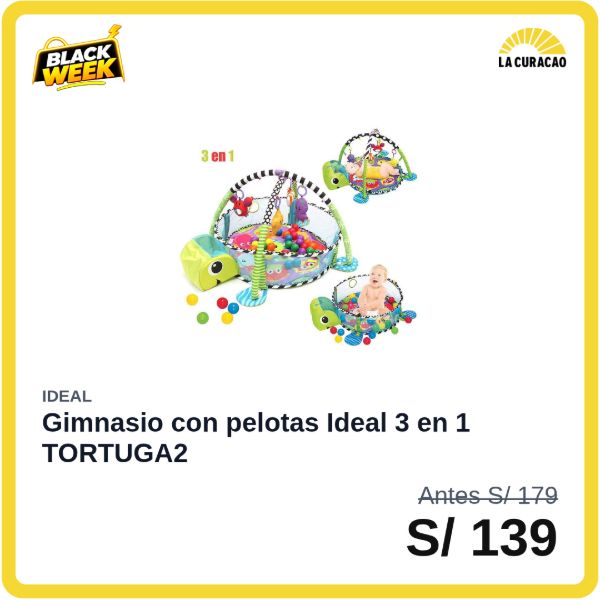 BLACK
WEEK
LA CURACAO
3 en 1
IDEAL
Gimnasio con pelotas Ideal 3 en 1
TORTUGA2
Antes S/ 179
S/ 139